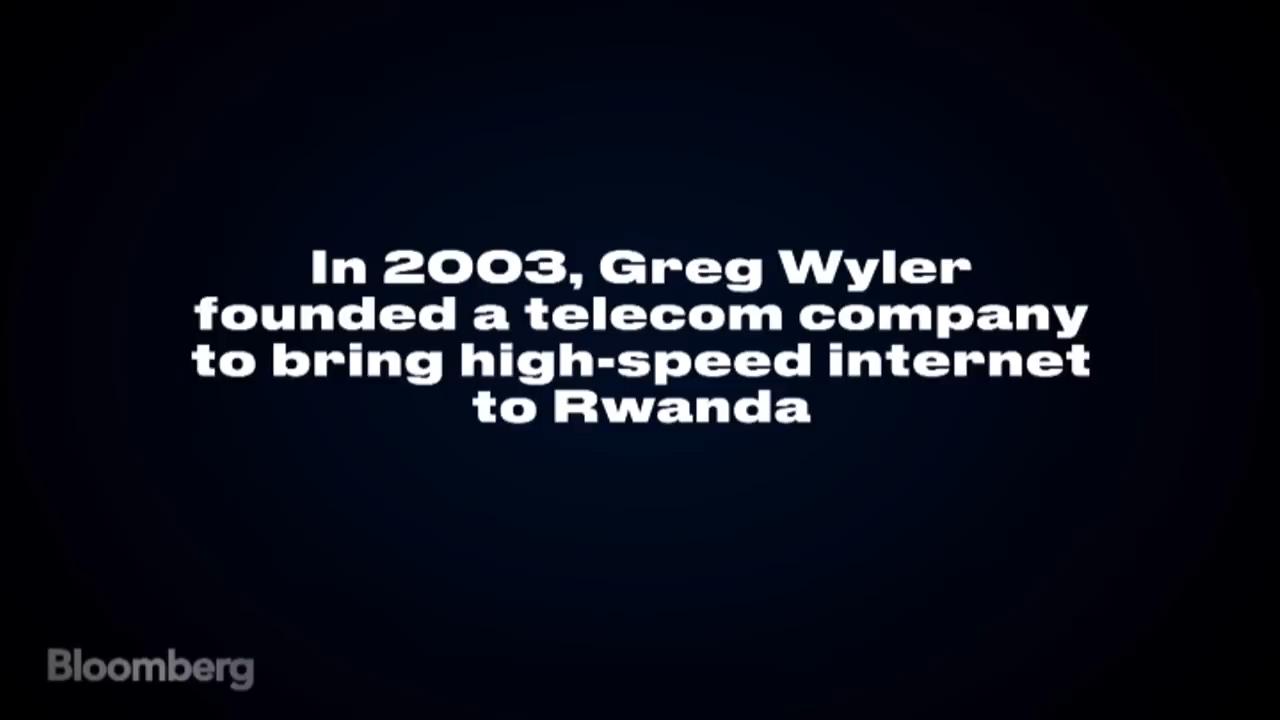 In 2003, Greg Wyler
founded a telecom company
to bring high-speed internet
to Rwanda
Bloomberg